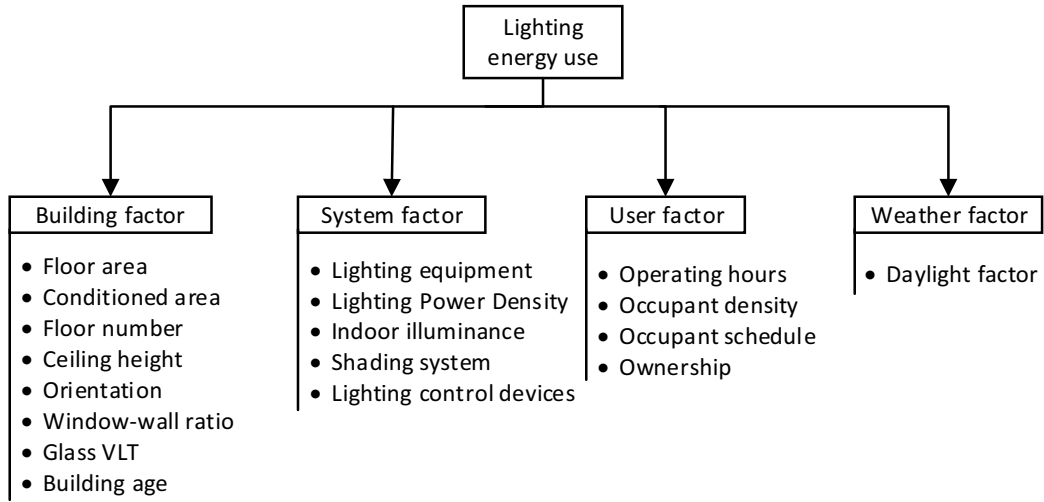 Lighting
energy use
Building factor
• Floor area
• Conditioned area
• Floor number
• Ceiling height
• Orientation
• Window-wall ratio
• Glass VLT
• Building age
System factor
• Lighting equipment
• Lighting Power Density
• Indoor illuminance
• Shading system
• Lighting control devices
User factor
• Operating hours
• Occupant density
• Occupant schedule
• Ownership
Weather factor
• Daylight factor